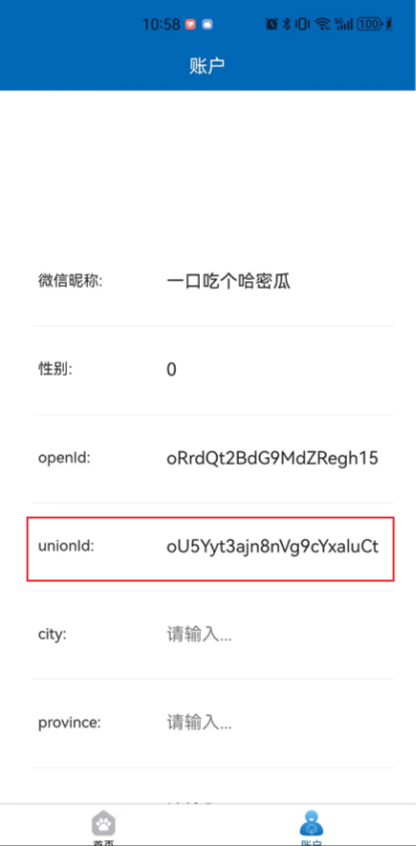 10:58 100
账户
微信昵称: 一口吃个哈密瓜
性别: 0
openId: oRrdQt2BdG9MdZRegh15
unionId: oU5Yyt3ajn8nVg9cYxaluCt
city: 请输入...
province: 请输入...
首页 账户